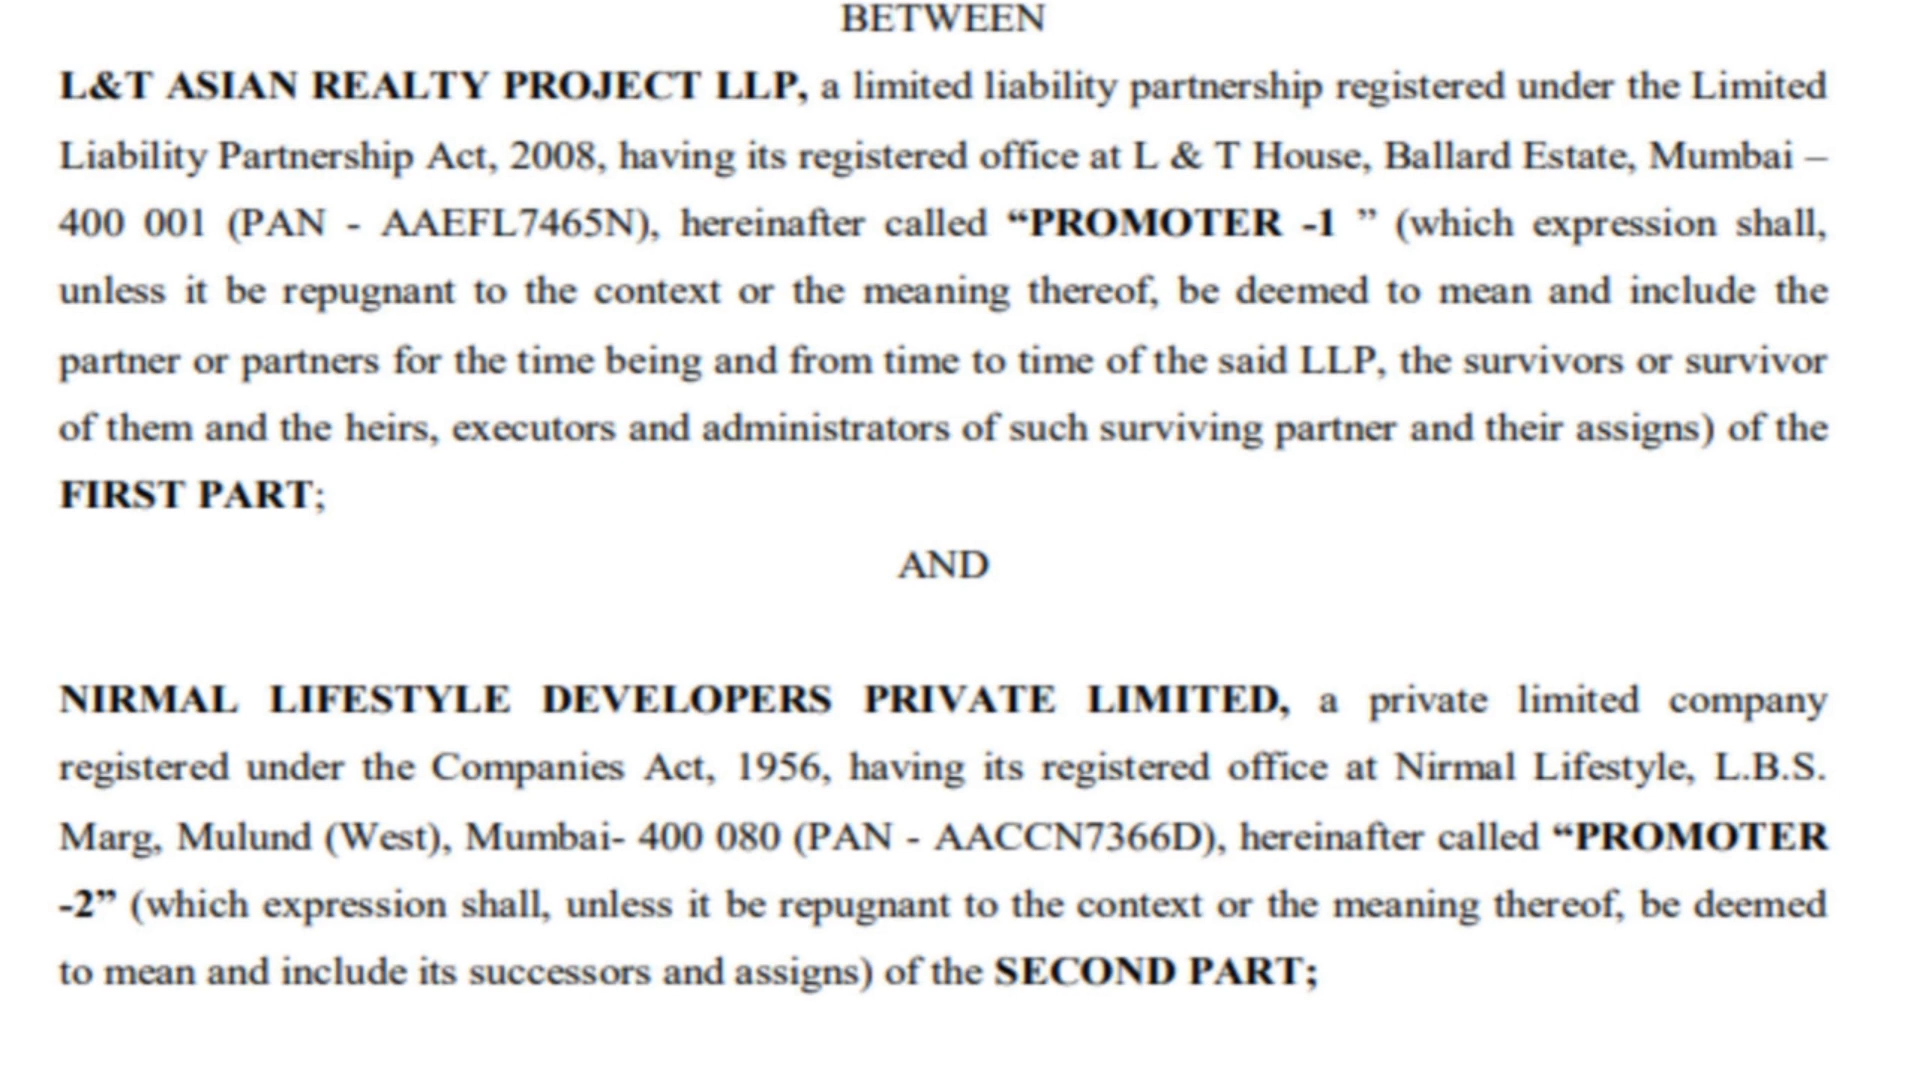 BETWEEN
L&T ASIAN REALTY PROJECT LLP, a limited liability partnership registered under the Limited
Liability Partnership Act, 2008, having its registered office at L & T House, Ballard Estate, Mumbai –
400 001 (PAN - AAEFL7465N), hereinafter called “PROMOTER -1 ” (which expression shall,
unless it be repugnant to the context or the meaning thereof, be deemed to mean and include the
partner or partners for the time being and from time to time of the said LLP, the survivors or survivor
of them and the heirs, executors and administrators of such surviving partner and their assigns) of the
FIRST PART;
AND
NIRMAL LIFESTYLE DEVELOPERS PRIVATE LIMITED, a private limited company
registered under the Companies Act, 1956, having its registered office at Nirmal Lifestyle, L.B.S.
Marg, Mulund (West), Mumbai- 400 080 (PAN - AACCN7366D), hereinafter called “PROMOTER
-2” (which expression shall, unless it be repugnant to the context or the meaning thereof, be deemed
to mean and include its successors and assigns) of the SECOND PART;